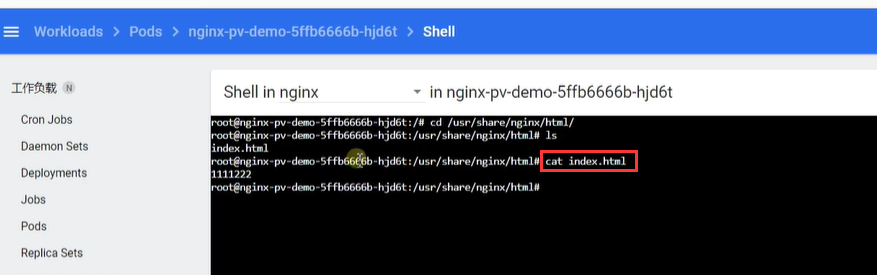 Workloads > Pods > nginx-pv-demo-5ffb6666b-hjd6t > Shell
工作负载 N
Cron Jobs
Daemon Sets
Deployments
Jobs
Pods
Replica Sets
Shell in nginx in nginx-pv-demo-5ffb6666b-hjd6t
root@nginx-pv-demo-5ffb6666b-hjd6t:/# cd /usr/share/nginx/html/
root@nginx-pv-demo-5ffb6666b-hjd6t:/usr/share/nginx/html# ls
index.html
root@nginx-pv-demo-5ffb6666b-hjd6t:/usr/share/nginx/html# cat index.html
1111222
root@nginx-pv-demo-5ffb6666b-hjd6t:/usr/share/nginx/html#